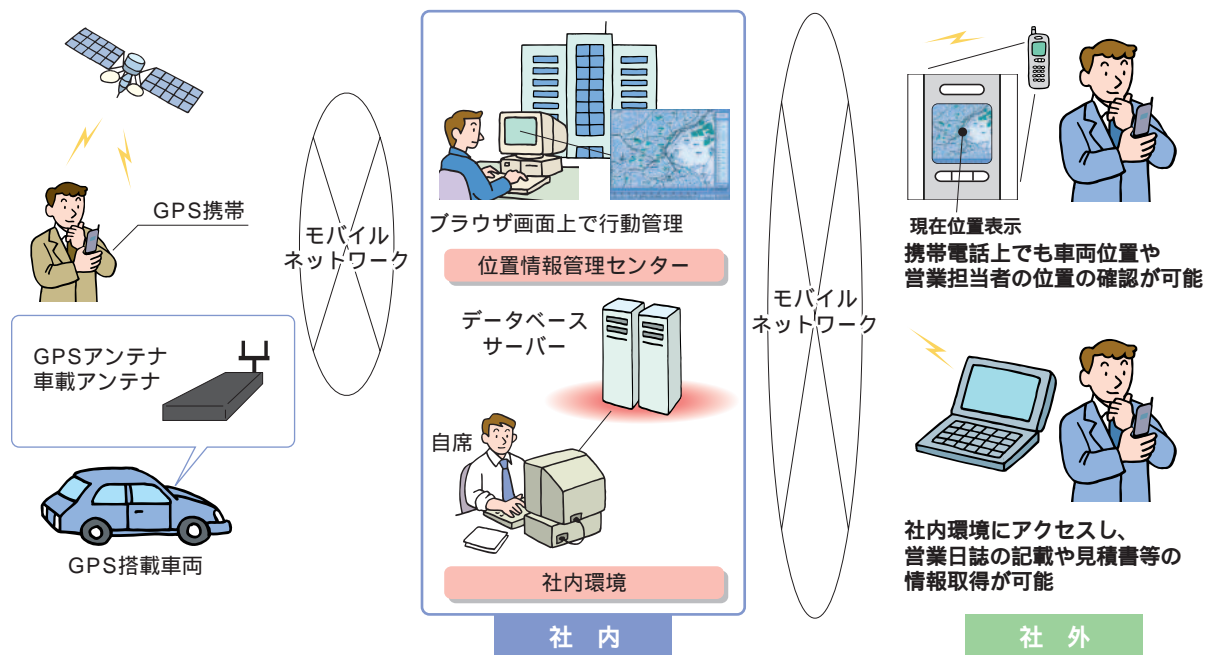 GPS携帯
モバイル
ネットワーク
GPSアンテナ
車載アンテナ
GPS搭載車両
ブラウザ画面上で行動管理
位置情報管理センター
データベース
サーバー
自席
社内環境
社 内
モバイル
ネットワーク
現在位置表示
携帯電話上でも車両位置や
営業担当者の位置の確認が可能
社内環境にアクセスし、
営業日誌の記載や見積書等の
情報取得が可能
社 外